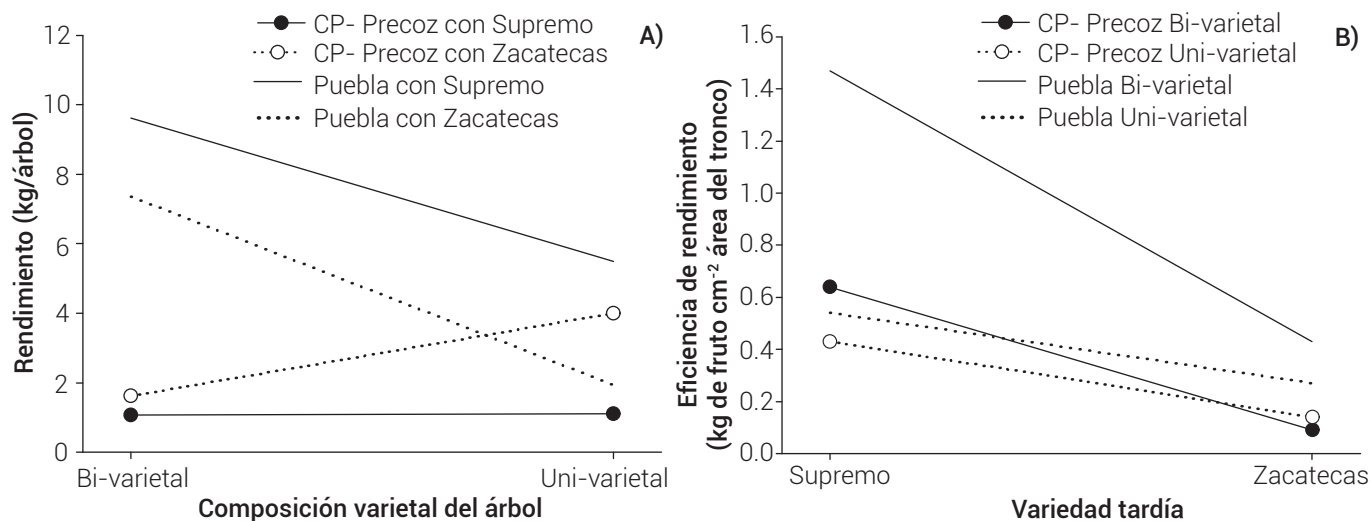 A)
CP- Precoz con Supremo
CP- Precoz con Zacatecas
Puebla con Supremo
Puebla con Zacatecas
Rendimiento (kg/árbol)
12
10
8
6
4
2
0
Bi-varietal
Uni-varietal
Composición varietal del árbol
B)
CP- Precoz Bi-varietal
CP- Precoz Uni-varietal
Puebla Bi-varietal
Puebla Uni-varietal
Eficiencia de rendimiento
(kg de fruto cm⁻² área del tronco)
1.6
1.4
1.2
1.0
0.8
0.6
0.4
0.2
0.0
Supremo
Zacatecas
Variedad tardía